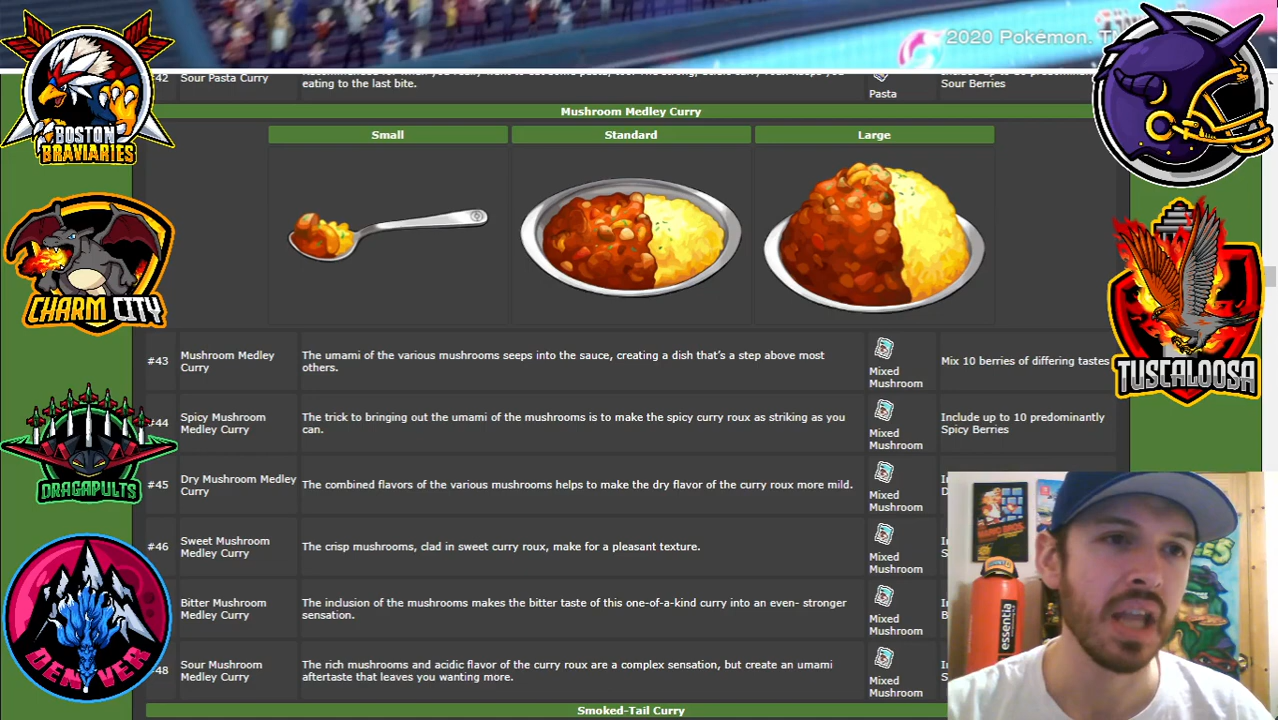 2020 Pokémon. T
42
Sour Pasta Curry
eating to the last bite.
Pasta
Sour Berries
Mushroom Medley Curry
Small
Standard
Large
#43
Mushroom Medley
Curry
The umami of the various mushrooms seeps into the sauce, creating a dish that's a step above most
others.
Mixed
Mushroom
Mix 10 berries of differing tastes
#44
Spicy Mushroom
Medley Curry
The trick to bringing out the umami of the mushrooms is to make the spicy curry roux as striking as you
can.
Mixed
Mushroom
Include up to 10 predominantly
Spicy Berries
#45
Dry Mushroom Medley
Curry
The combined flavors of the various mushrooms helps to make the dry flavor of the curry roux more mild.
Mixed
Mushroom
#46
Sweet Mushroom
Medley Curry
The crisp mushrooms, clad in sweet curry roux, make for a pleasant texture.
Mixed
Mushroom
Bitter Mushroom
Medley Curry
The inclusion of the mushrooms makes the bitter taste of this one-of-a-kind curry into an even- stronger
sensation.
Mixed
Mushroom
48
Sour Mushroom
Medley Curry
The rich mushrooms and acidic flavor of the curry roux are a complex sensation, but create an umami
aftertaste that leaves you wanting more.
Mixed
Mushroom
Smoked-Tail Curry
BOSTON
BRAVIARIES
CHARM CITY
DRAGAPULTS
DENVER
TUSCALOOSA
essentia